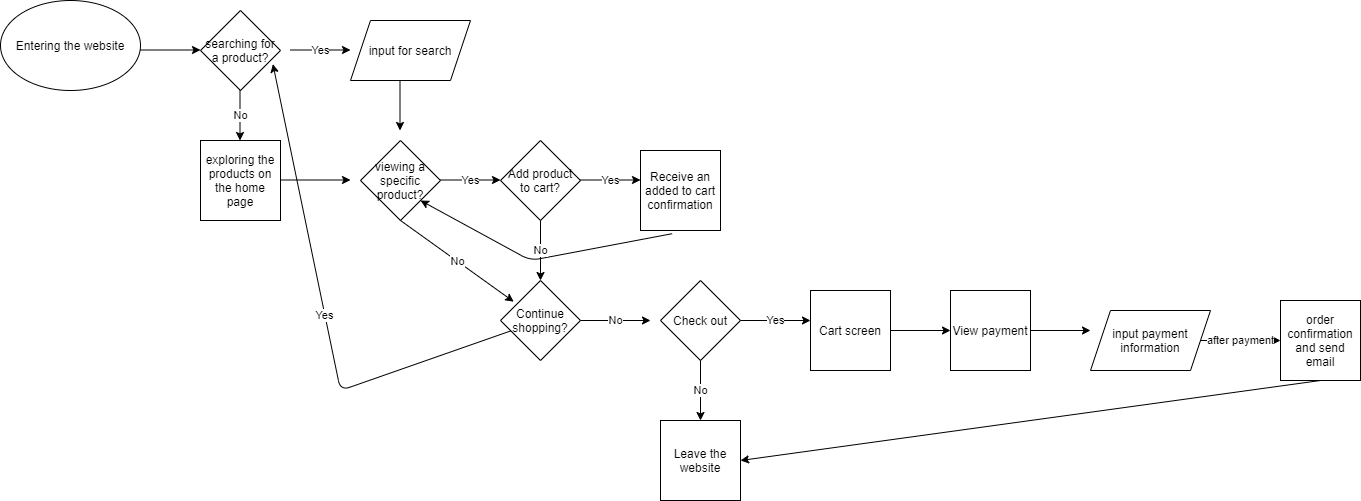 Entering the website
searching for
a product?
Yes
input for search
No
exploring the
products on
the home
page
viewing a
specific
product?
Yes
Add product
to cart?
Yes
Receive an
added to cart
confirmation
No
No
Yes
Continue
shopping?
No
Check out
Yes
Cart screen
View payment
input payment
information
after payment
order
confirmation
and send
email
No
Leave the
website